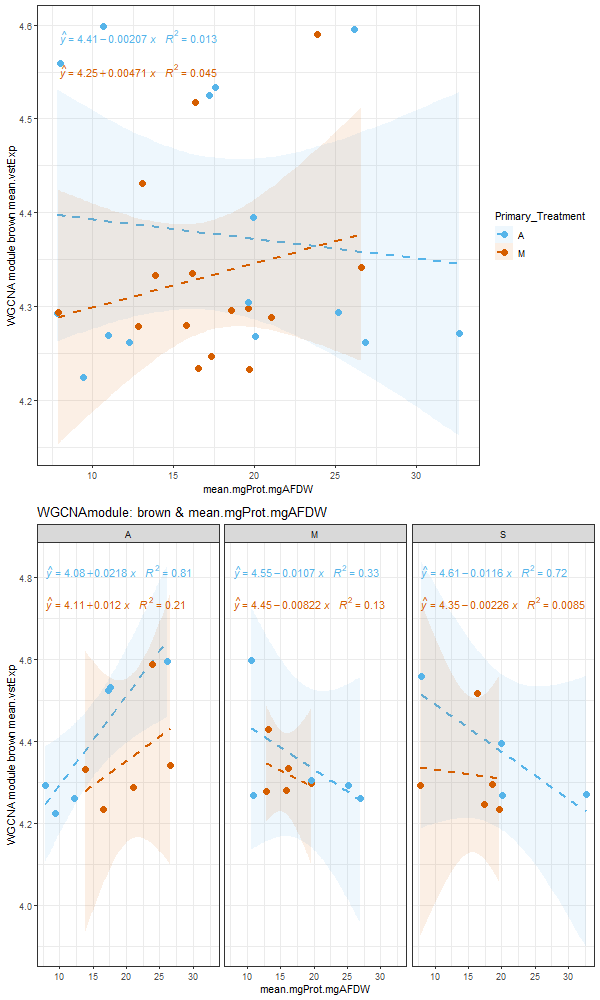 ŷ = 4.41−0.00207 x R² = 0.013
ŷ = 4.25+0.00471 x R² = 0.045
4.6
4.5
4.4
4.3
4.2
WGCNA module brown mean.vstExp
10 15 20 25 30
mean.mgProt.mgAFDW
Primary_Treatment
A
M
WGCNAmodule: brown & mean.mgProt.mgAFDW
A M S
ŷ = 4.08+0.0218 x R² = 0.81 ŷ = 4.55−0.0107 x R² = 0.33 ŷ = 4.61−0.0116 x R² = 0.72
ŷ = 4.11+0.012 x R² = 0.21 ŷ = 4.45−0.00822 x R² = 0.13 ŷ = 4.35−0.00226 x R² = 0.0085
4.8
4.6
4.4
4.2
4.0
WGCNA module brown mean.vstExp
10 15 20 25 30 10 15 20 25 30 10 15 20 25 30
mean.mgProt.mgAFDW